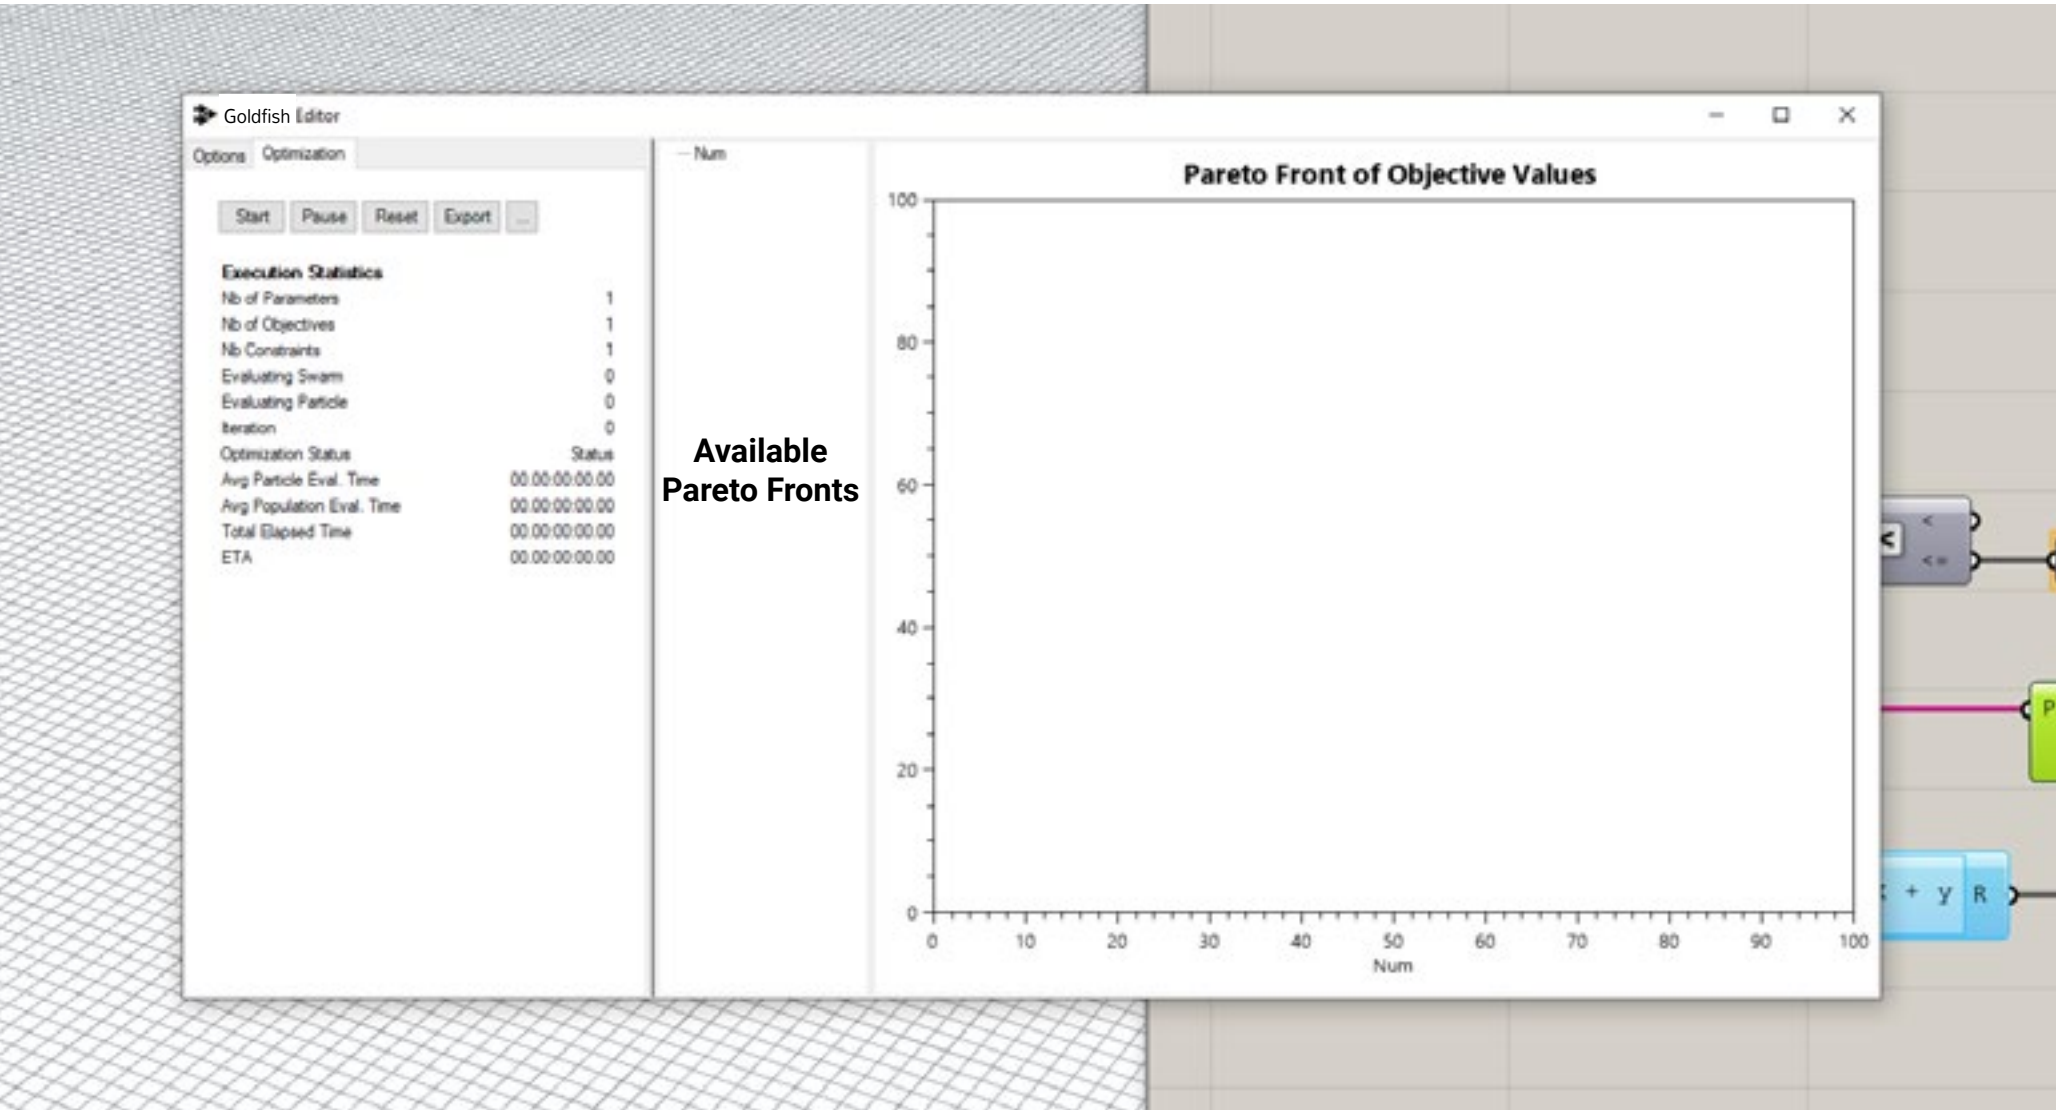 Goldfish Editor
Options Optimization
Start Pause Reset Export ...
Execution Statistics
Nb of Parameters 1
Nb of Objectives 1
Nb Constraints 1
Evaluating Swarm 0
Evaluating Particle 0
Iteration 0
Optimization Status Status
Avg Particle Eval. Time 00.00:00:00.00
Avg Population Eval. Time 00.00:00:00.00
Total Elapsed Time 00.00:00:00.00
ETA 00.00:00:00.00
Num
Available
Pareto Fronts
Pareto Front of Objective Values
100
80
60
40
20
0
0 10 20 30 40 50 60 70 80 90 100
Num
<
<
<=
P
+ y R